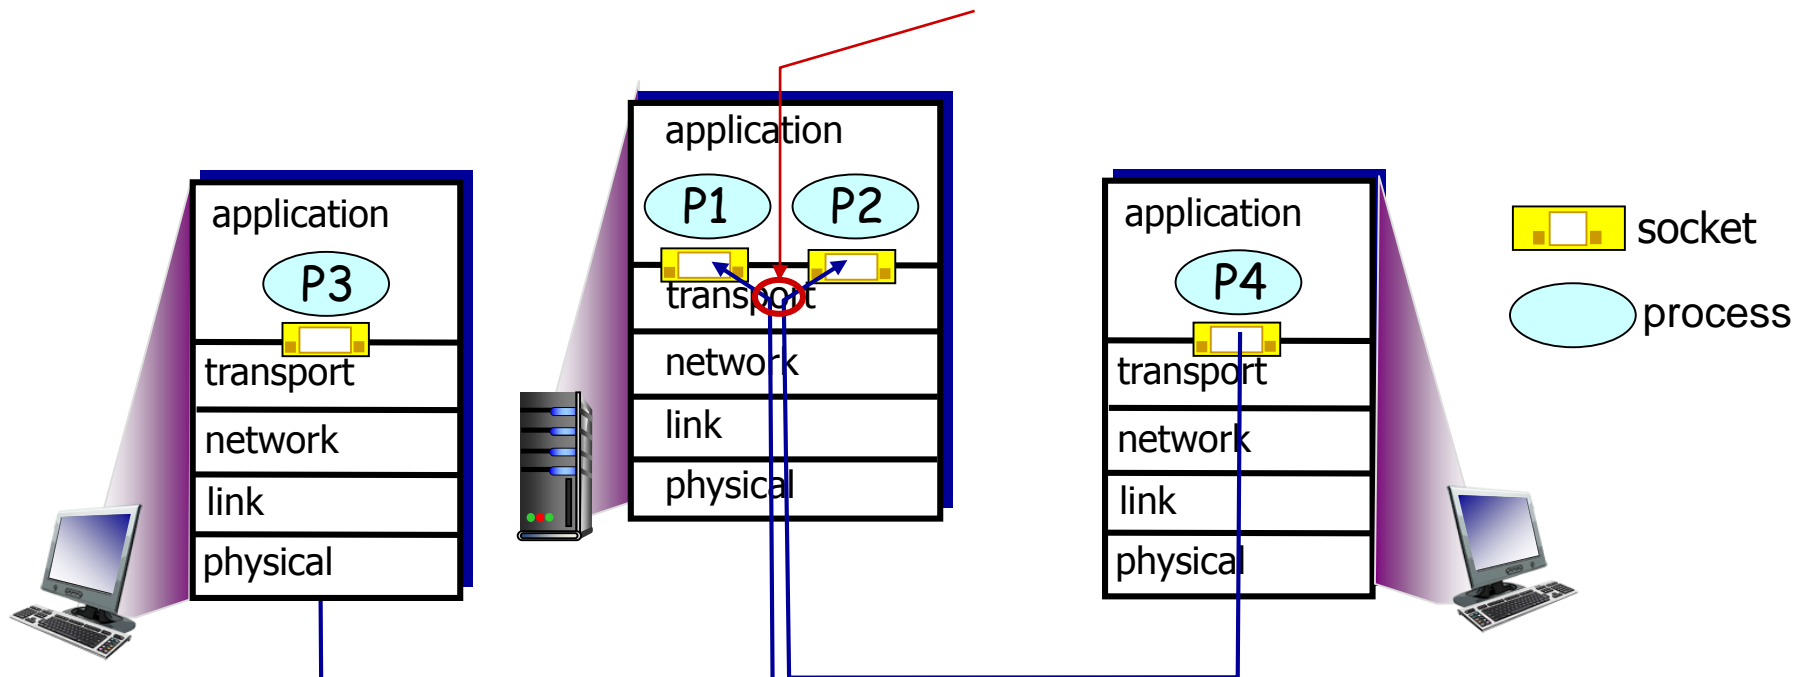 application
P3
transport
network
link
physical
application
P1
P2
transport
network
link
physical
application
P4
transport
network
link
physical
socket
process